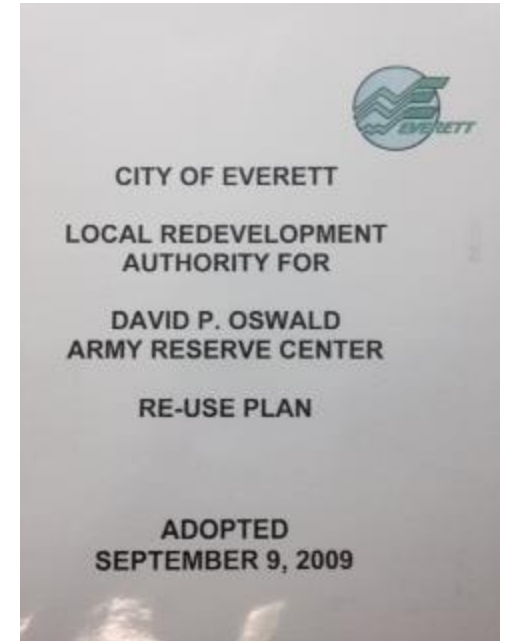 EVERETT
CITY OF EVERETT
LOCAL REDEVELOPMENT
AUTHORITY FOR
DAVID P. OSWALD
ARMY RESERVE CENTER
RE-USE PLAN
ADOPTED
SEPTEMBER 9, 2009